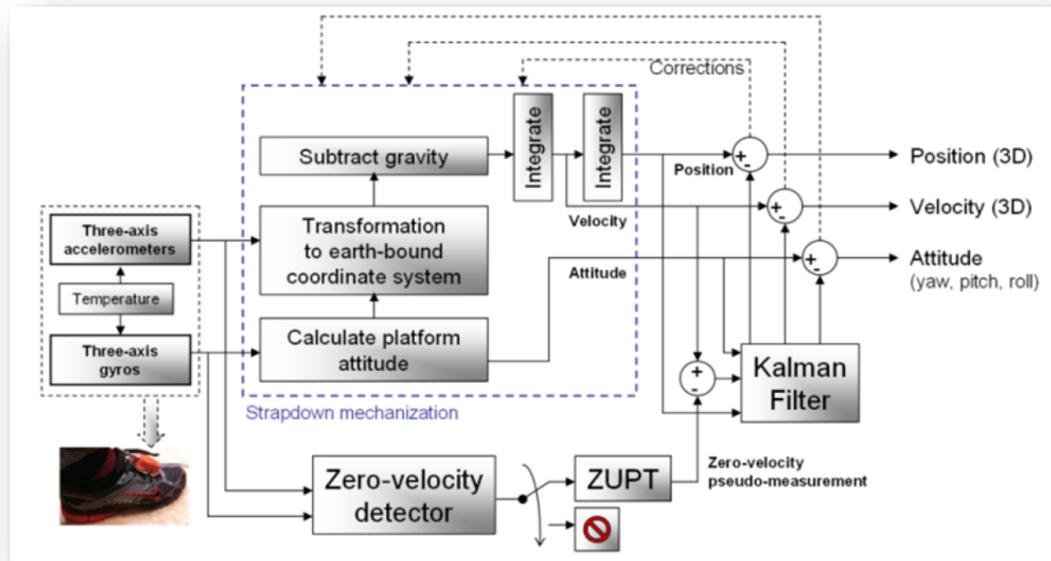 Corrections
Integrate
Integrate
Subtract gravity
Position
Position (3D)
Velocity
Velocity (3D)
Three-axis
accelerometers
Transformation
to earth-bound
coordinate system
Attitude
Attitude
(yaw, pitch, roll)
Temperature
Three-axis
gyros
Calculate platform
attitude
Kalman
Filter
Strapdown mechanization
Zero-velocity
detector
ZUPT
Zero-velocity
pseudo-measurement